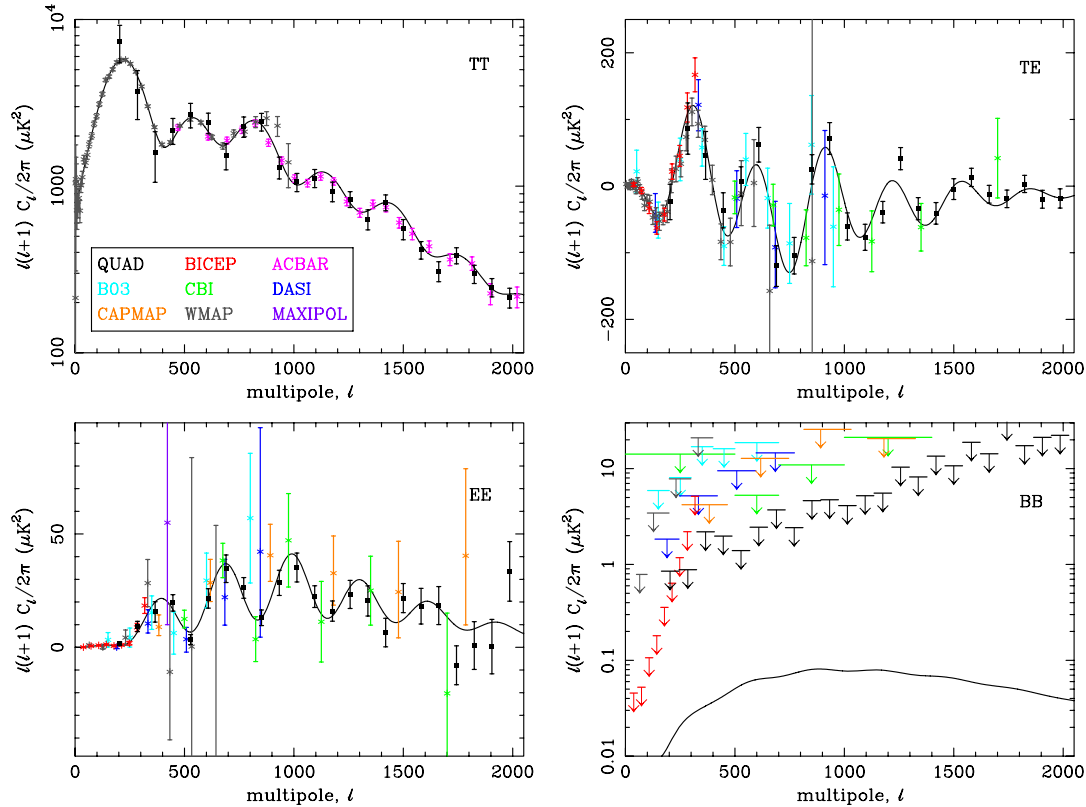 TT
10^4
1000
100
ℓ(ℓ+1) C_ℓ/2π (μK²)
QUAD BICEP ACBAR
B03 CBI DASI
CAPMAP WMAP MAXIPOL
0 500 1000 1500 2000
multipole, ℓ
TE
200
0
−200
ℓ(ℓ+1) C_ℓ/2π (μK²)
0 500 1000 1500 2000
multipole, ℓ
EE
50
0
ℓ(ℓ+1) C_ℓ/2π (μK²)
0 500 1000 1500 2000
multipole, ℓ
BB
10
1
0.1
0.01
ℓ(ℓ+1) C_ℓ/2π (μK²)
0 500 1000 1500 2000
multipole, ℓ